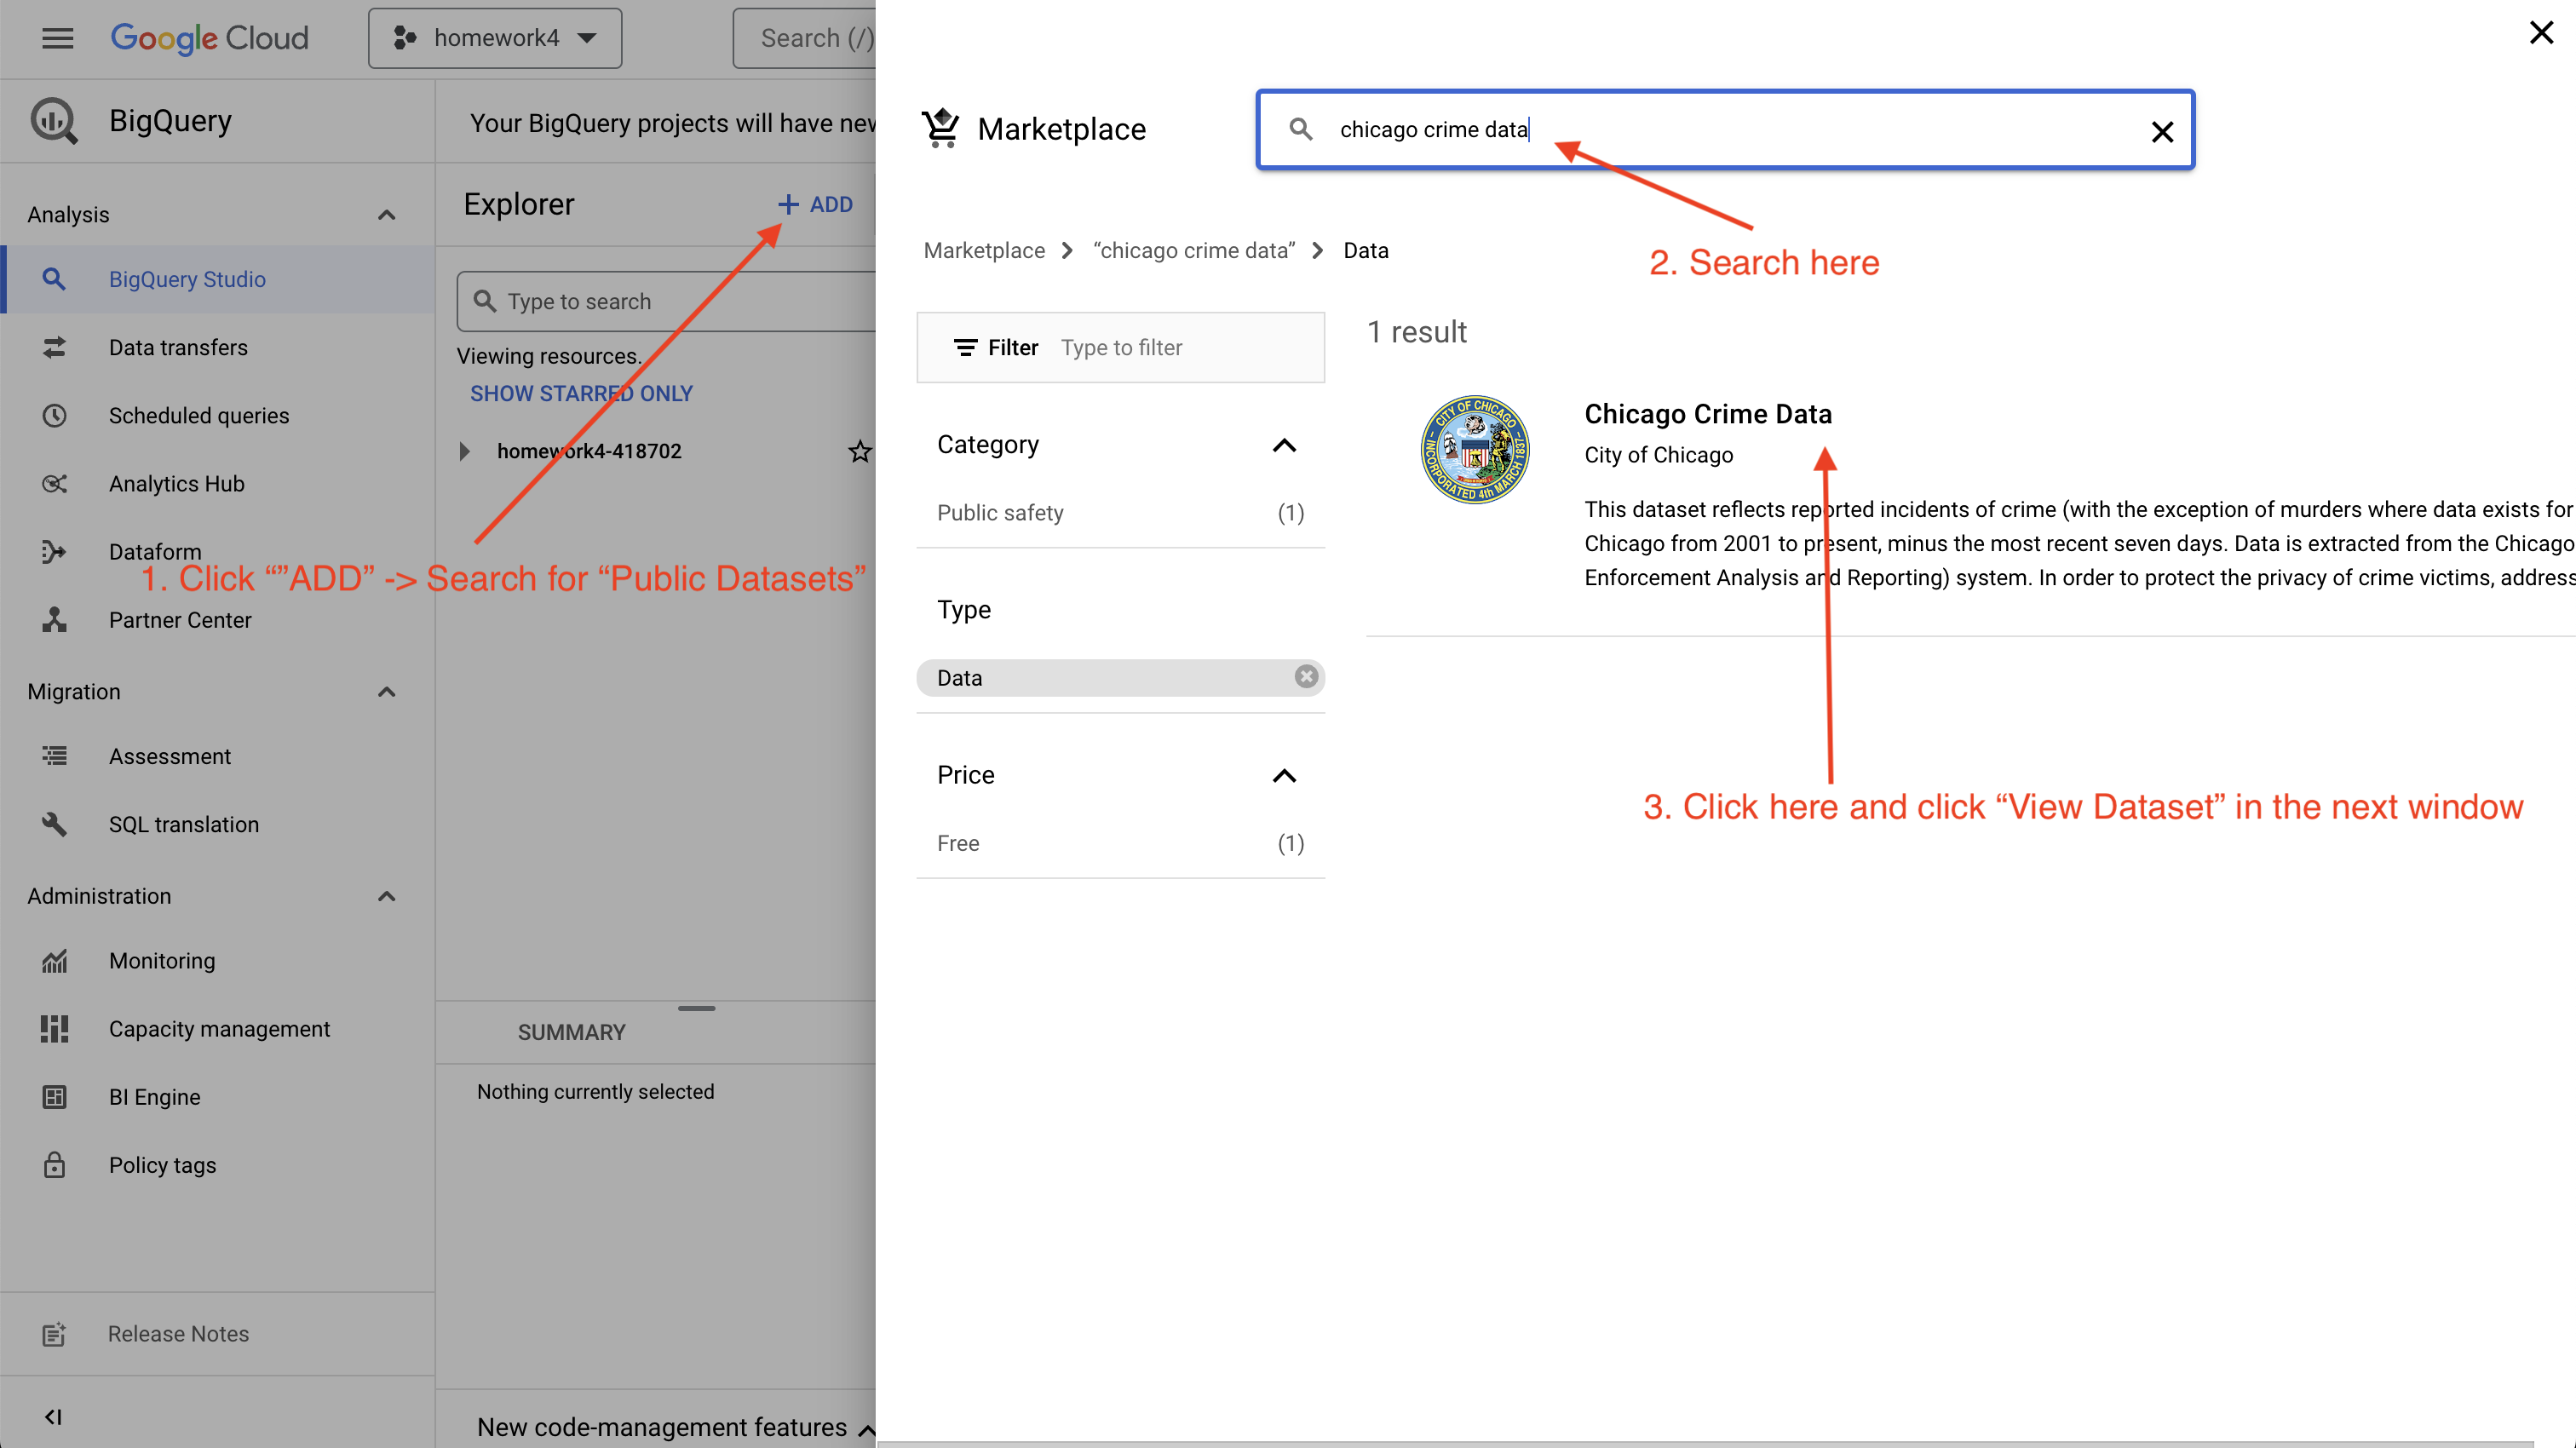 Google Cloud
homework4
Search (/)
BigQuery
Your BigQuery projects will have new
Analysis
BigQuery Studio
Data transfers
Scheduled queries
Analytics Hub
Dataform
Partner Center
Migration
Assessment
SQL translation
Administration
Monitoring
Capacity management
BI Engine
Policy tags
Release Notes
Explorer
ADD
Type to search
Viewing resources.
SHOW STARRED ONLY
homework4-418702
1. Click “”ADD” -> Search for “Public Datasets”
SUMMARY
Nothing currently selected
New code-management features
Marketplace
chicago crime data
2. Search here
Marketplace > “chicago crime data” > Data
Filter Type to filter
Category
Public safety (1)
Type
Data
Price
Free (1)
1 result
CITY OF CHICAGO
INCORPORATED 4th MARCH 1837
Chicago Crime Data
City of Chicago
This dataset reflects reported incidents of crime (with the exception of murders where data exists for
Chicago from 2001 to present, minus the most recent seven days. Data is extracted from the Chicago
Enforcement Analysis and Reporting) system. In order to protect the privacy of crime victims, address
3. Click here and click “View Dataset” in the next window